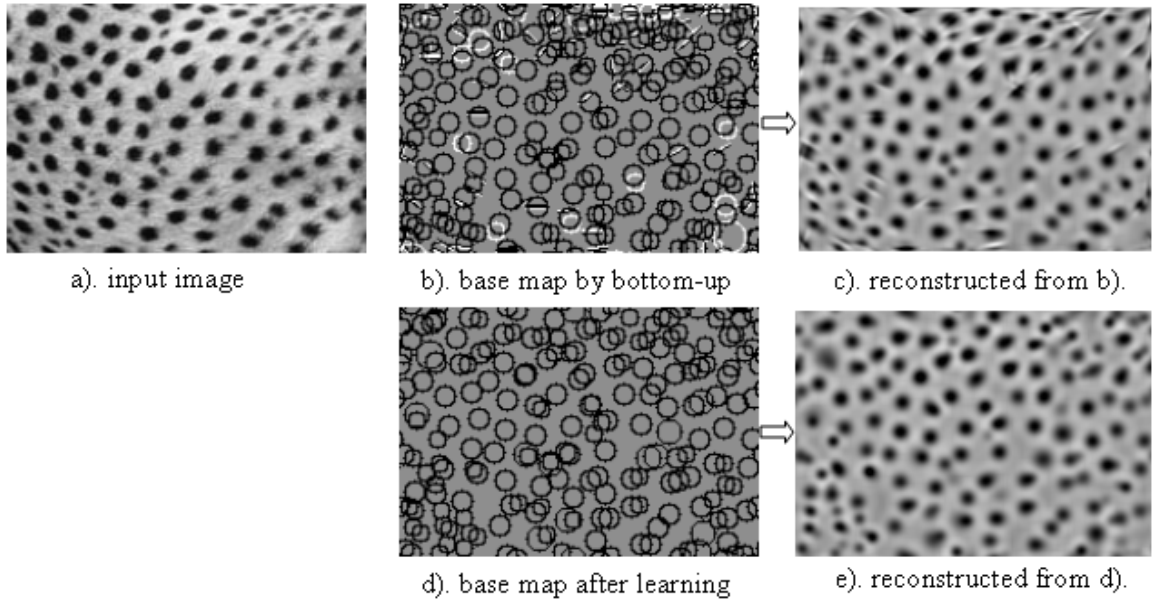 a). input image
b). base map by bottom-up
c). reconstructed from b).
d). base map after learning
e). reconstructed from d).